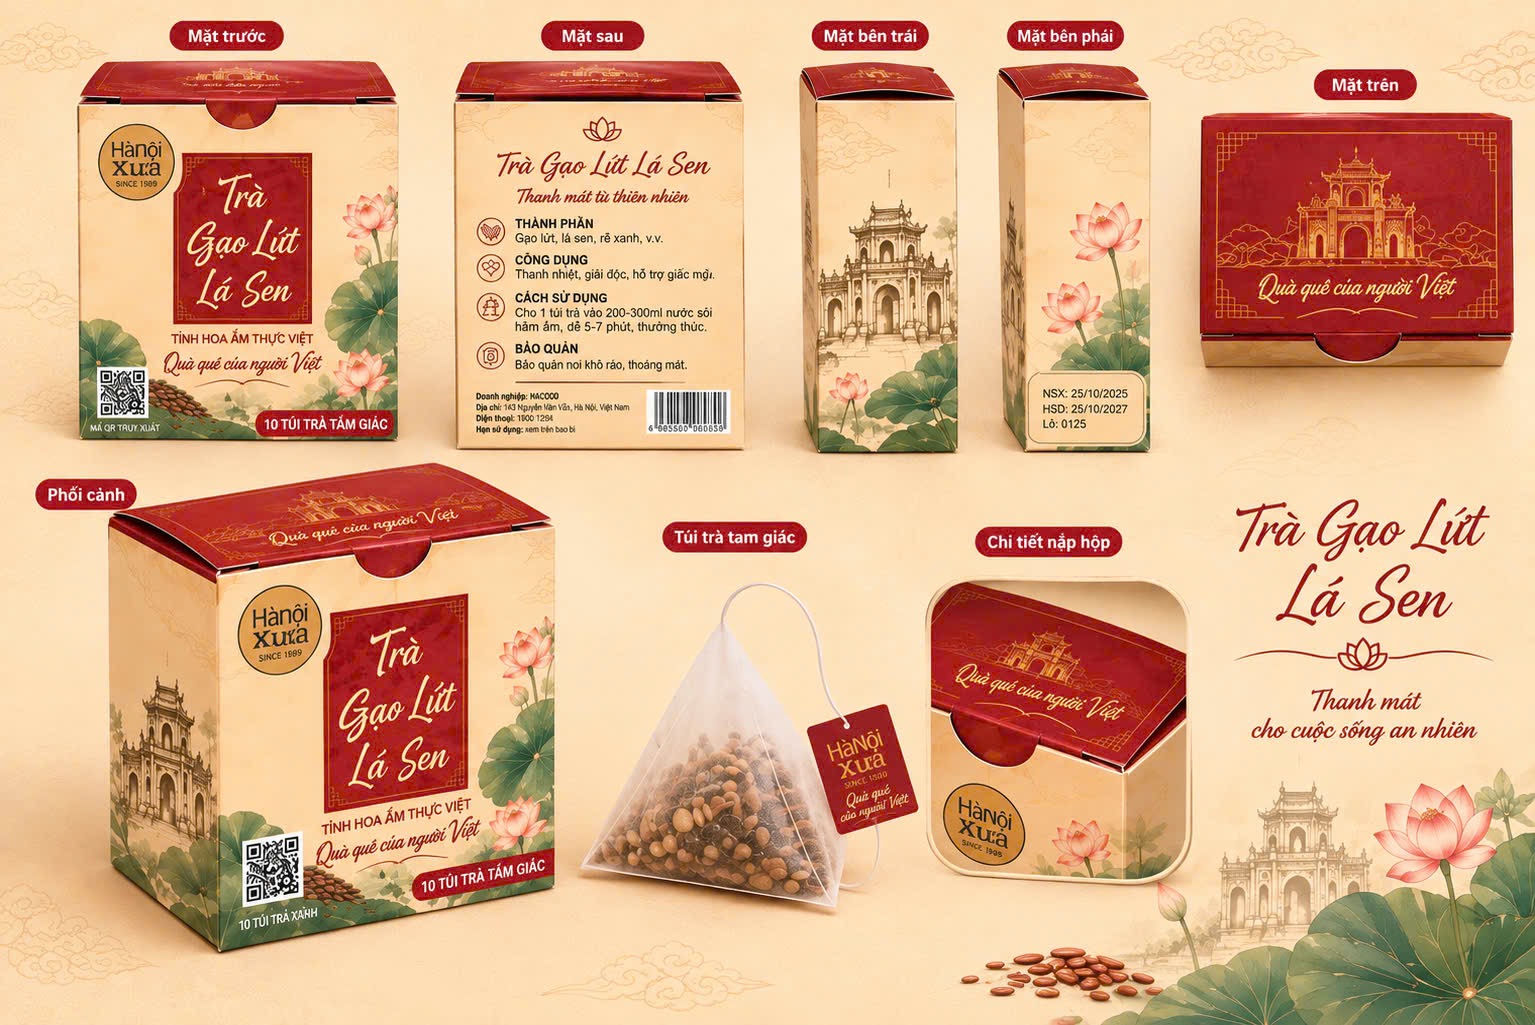 Mặt trước
Mặt sau
Mặt bên trái
Mặt bên phải
Mặt trên
Hànội
Xưa
SINCE 1989
Trà
Gạo Lứt
Lá Sen
TINH HOA ẨM THỰC VIỆT
Quà quê của người Việt
MÃ QR TRUY XUẤT
10 TÚI TRÀ TẮM GIÁC
Trà Gạo Lứt Lá Sen
Thanh mát từ thiên nhiên
THÀNH PHẦN
Gạo lứt, lá sen, rễ xanh, v.v.
CÔNG DỤNG
Thanh nhiệt, giải độc, hỗ trợ giấc
CÁCH SỬ DỤNG
Cho 1 túi trà vào 200-300ml nước sôi
hãm ấm, dẽ 5-7 phút, thưởng thức.
BẢO QUẢN
Bảo quản noi khô ráo, thoáng mát.
Doanh nghiệp: HACOOO
Địa chỉ: 143 Nguyễn Văn Văn, Hà Nội, Việt Nam
Điện thoại: 1900 1294
Hạn sử dụng: xem trên bao bì
NSX: 25/10/2025
HSD: 25/10/2027
Lô: 0125
Quà quê của người Việt
Phối cảnh
Quà quê của người Việt
Hànội
Xưa
SINCE 1989
Trà
Gạo Lứt
Lá Sen
TINH HOA ẨM THỰC VIỆT
Quà quê của người Việt
10 TÚI TRÀ XANH
10 TÚI TRÀ TẮM GIÁC
Túi trà tam giác
HàNội
Xưa
Quà quê
của người Việt
Chi tiết nắp hộp
Quà quê của người Việt
HàNội
Xưa
SINCE 1989
Trà Gạo Lứt
Lá Sen
Thanh mát
cho cuộc sống an nhiên